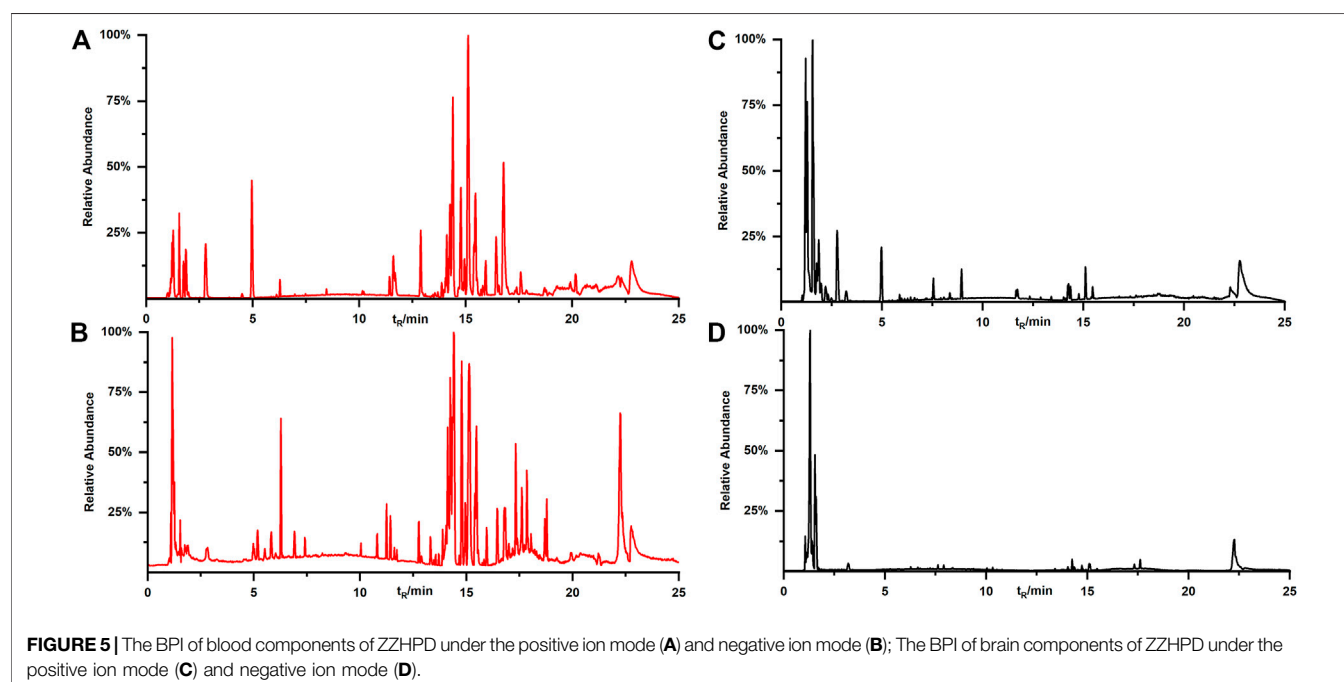 A
100%
75%
50%
25%
Relative Abundance
0
5
10
15
20
25
tR/min
B
100%
75%
50%
25%
Relative Abundance
0
5
10
15
20
25
tR/min
C
100%
75%
50%
25%
Relative Abundance
0
5
10
15
20
25
tR/min
D
100%
75%
50%
25%
Relative Abundance
0
5
10
15
20
25
tR/min
FIGURE 5 | The BPI of blood components of ZZHPD under the positive ion mode (A) and negative ion mode (B); The BPI of brain components of ZZHPD under the
positive ion mode (C) and negative ion mode (D).